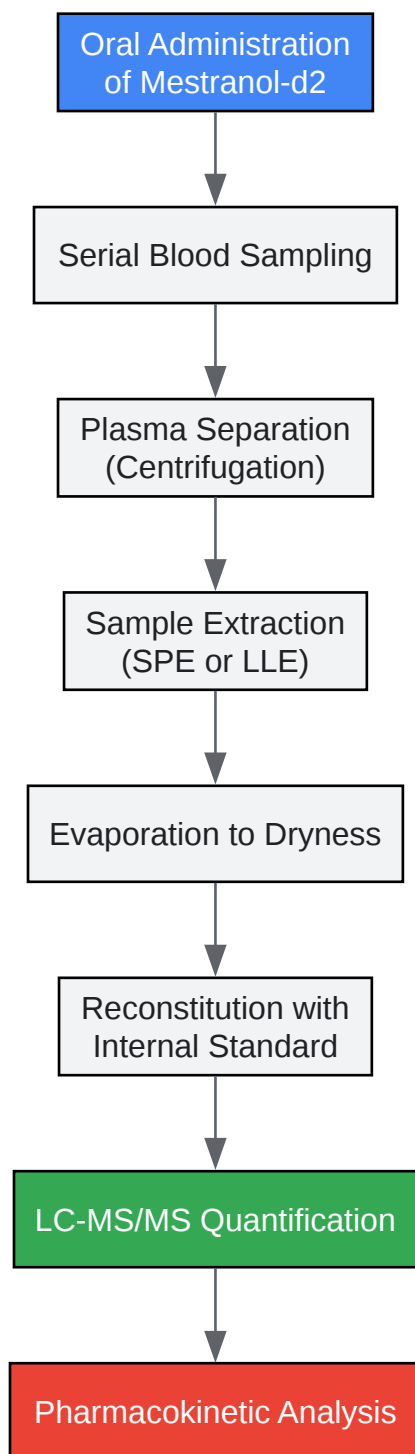 Oral Administration
of Mestranol-d2
Serial Blood Sampling
Plasma Separation
(Centrifugation)
Sample Extraction
(SPE or LLE)
Evaporation to Dryness
Reconstitution with
Internal Standard
LC-MS/MS Quantification
Pharmacokinetic Analysis